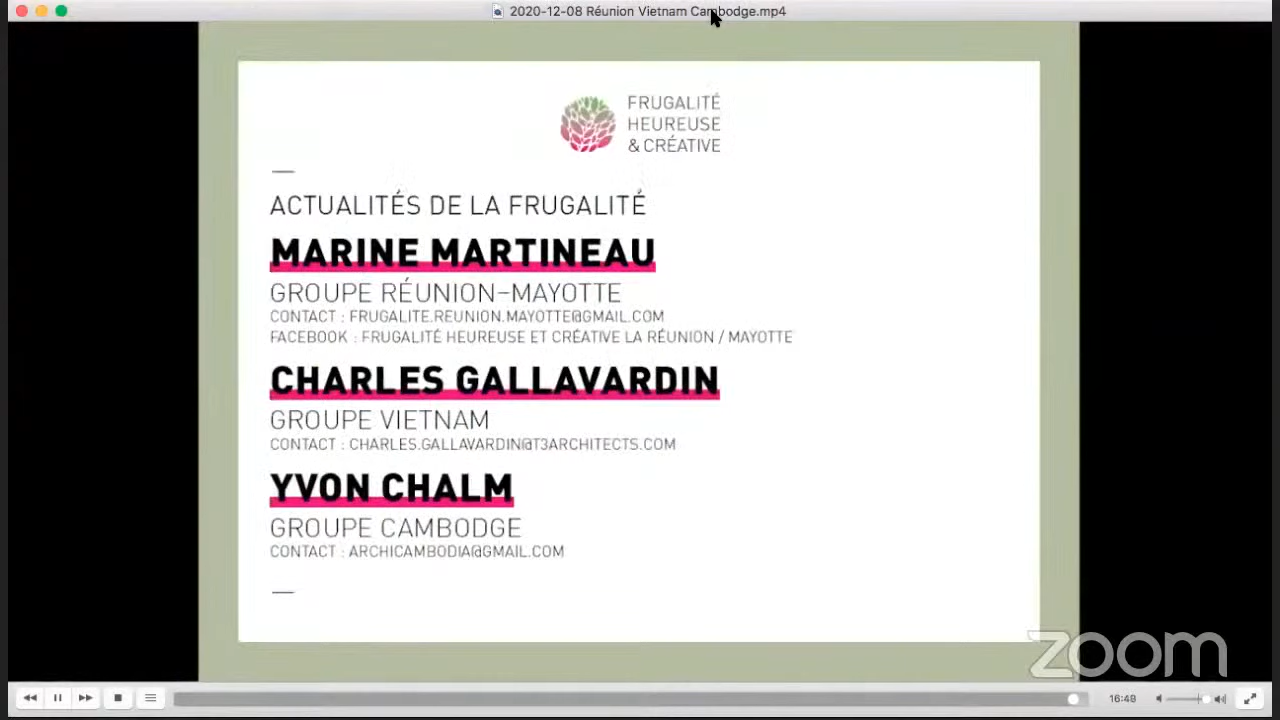 2020-12-08 Réunion Vietnam Cambodge.mp4
FRUGALITÉ
HEUREUSE
& CRÉATIVE
ACTUALITÉS DE LA FRUGALITÉ
MARINE MARTINEAU
GROUPE RÉUNION–MAYOTTE
CONTACT : FRUGALITE.REUNION.MAYOTTE@GMAIL.COM
FACEBOOK : FRUGALITÉ HEUREUSE ET CRÉATIVE LA RÉUNION / MAYOTTE
CHARLES GALLAVARDIN
GROUPE VIETNAM
CONTACT : CHARLES.GALLAVARDIN@T3ARCHITECTS.COM
YVON CHALM
GROUPE CAMBODGE
CONTACT : ARCHICAMBODIA@GMAIL.COM
zoom
16:49